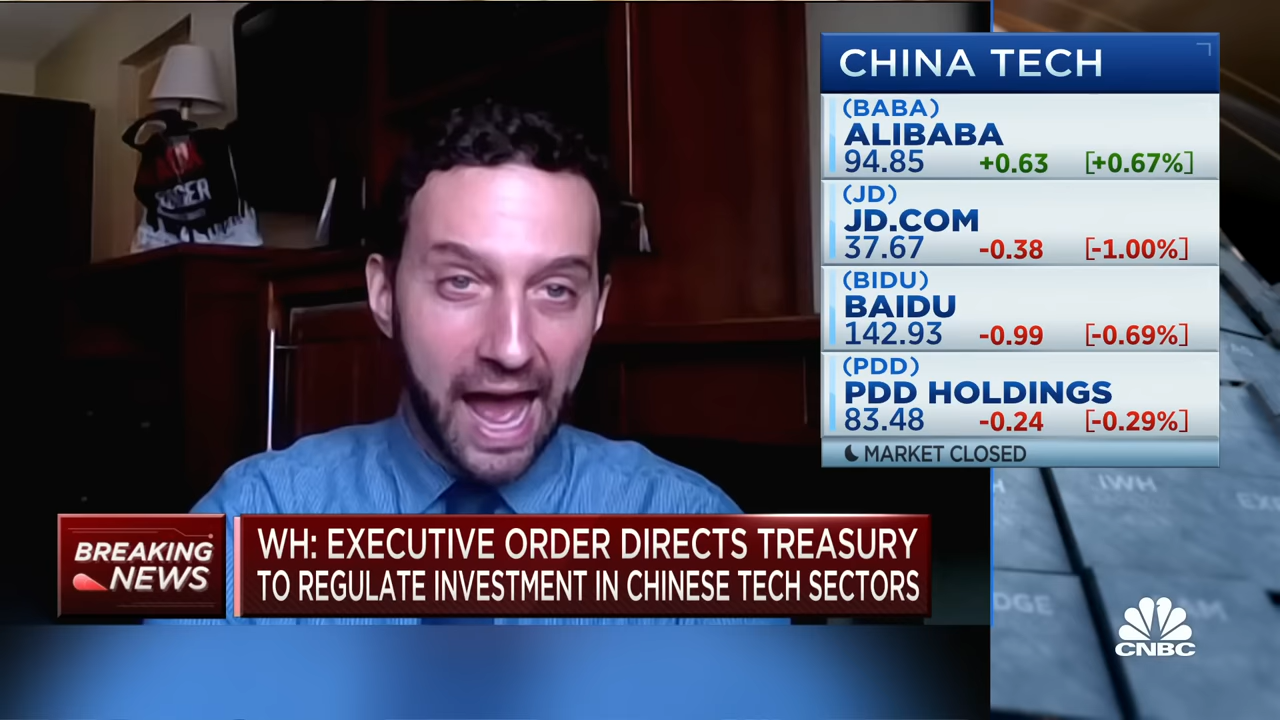 CHINA TECH
(BABA)
ALIBABA
94.85 +0.63 [+0.67%]
(JD)
JD.COM
37.67 -0.38 [-1.00%]
(BIDU)
BAIDU
142.93 -0.99 [-0.69%]
(PDD)
PDD HOLDINGS
83.48 -0.24 [-0.29%]
MARKET CLOSED
BREAKING
NEWS
WH: EXECUTIVE ORDER DIRECTS TREASURY
TO REGULATE INVESTMENT IN CHINESE TECH SECTORS
IWH
CNBC